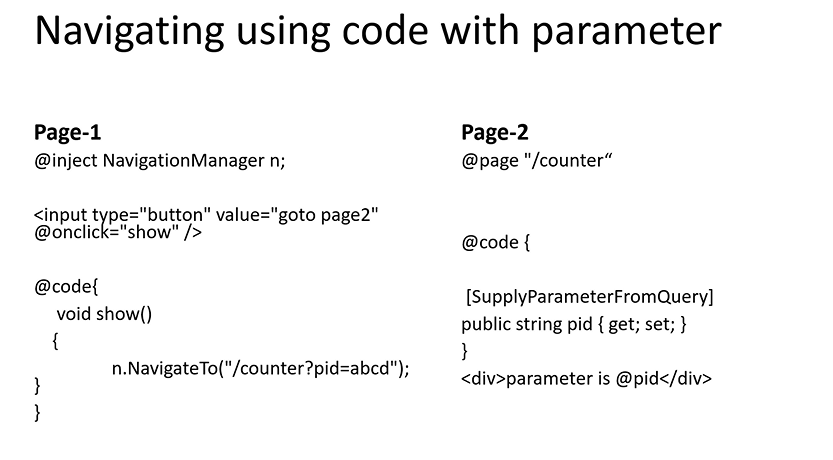 Navigating using code with parameter
Page-1
@inject NavigationManager n;
<input type="button" value="goto page2"
@onclick="show" />
@code{
void show()
{
n.NavigateTo("/counter?pid=abcd");
}
}
Page-2
@page "/counter“
@code {
[SupplyParameterFromQuery]
public string pid { get; set; }
}
<div>parameter is @pid</div>